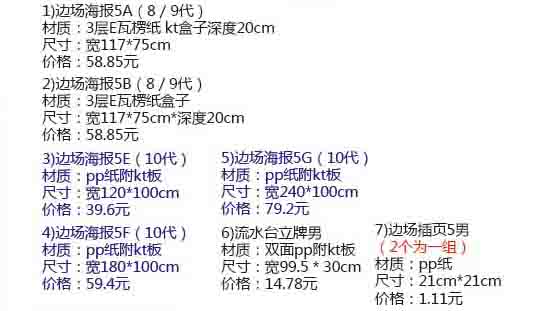 1)边场海报5A（8 / 9代）
材质：3层E瓦楞纸 kt盒子深度20cm
尺寸：宽117*75cm
价格：58.85元
2)边场海报5B（8 / 9代）
材质：3层E瓦楞纸盒子
尺寸：宽117*75cm*深度20cm
价格：58.85元
3)边场海报5E（10代）
材质：pp纸附kt板
尺寸：宽120*100cm
价格：39.6元
4)边场海报5F（10代）
材质：pp纸附kt板
尺寸：宽180*100cm
价格：59.4元
5)边场海报5G（10代）
材质：pp纸附kt板
尺寸：宽240*100cm
价格：79.2元
6)流水台立牌男
材质：双面pp附kt板
尺寸：宽99.5 * 30cm
价格：14.78元
7)边场插页5男
（2个为一组）
材质：pp纸
尺寸：21cm*21cm
价格：1.11元